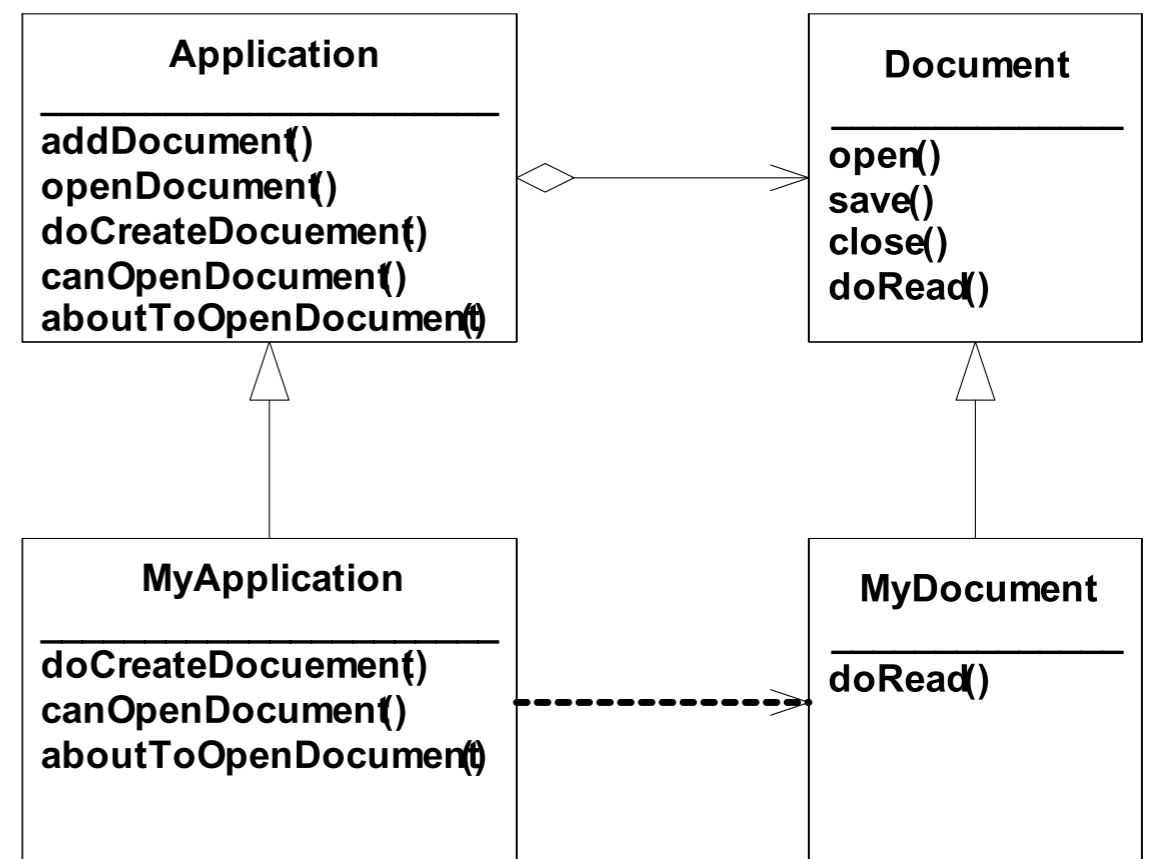 Application
addDocument()
openDocument()
doCreateDocuement()
canOpenDocument()
aboutToOpenDocument()
Document
open()
save()
close()
doRead()
MyApplication
doCreateDocuement()
canOpenDocument()
aboutToOpenDocument()
MyDocument
doRead()